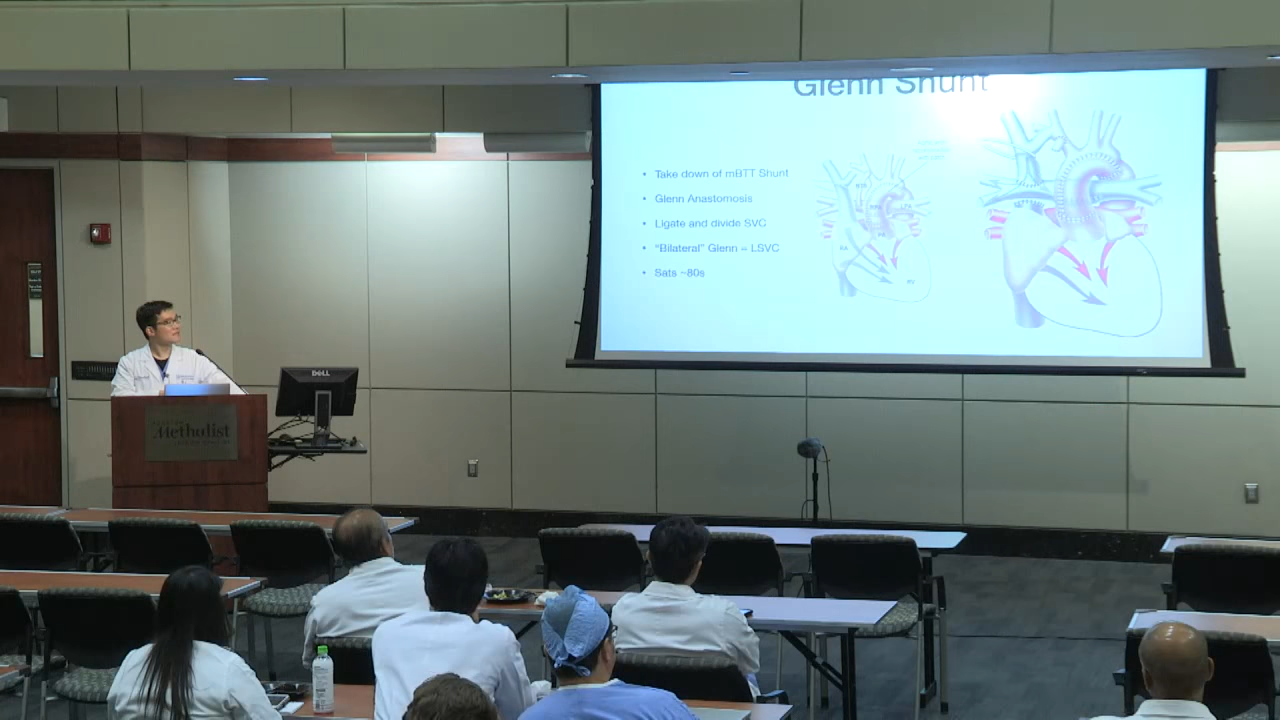 Glenn Shunt
• Take down of mBTT Shunt
• Glenn Anastomosis
• Ligate and divide SVC
• “Bilateral” Glenn = LSVC
• Sats ~80s
DELL
Methodist